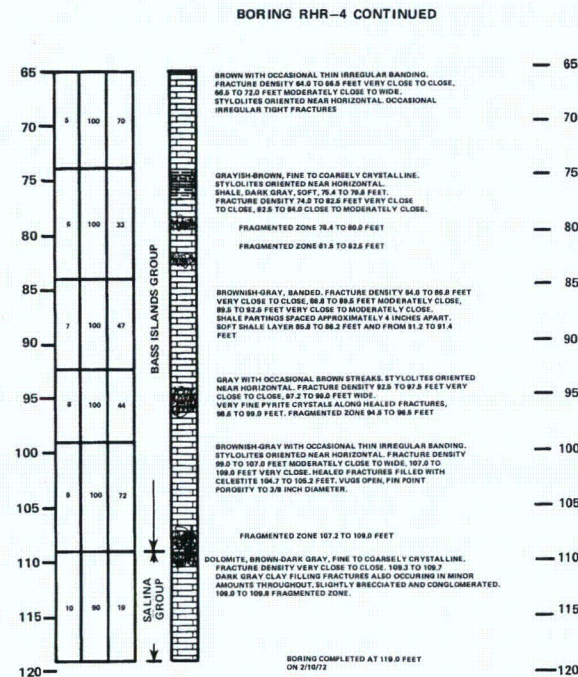 BORING RHR-4 CONTINUED
65
70
75
80
85
90
95
100
105
110
115
120
5 100 70
6 100 33
7 100 47
8 100 44
9 100 72
10 90 19
BASS ISLANDS GROUP
SALINA GROUP
BROWN WITH OCCASIONAL THIN IRREGULAR BANDING.
FRACTURE DENSITY 64.0 TO 66.5 FEET VERY CLOSE TO CLOSE,
66.5 TO 72.0 FEET MODERATELY CLOSE TO WIDE.
STYLOLITES ORIENTED NEAR HORIZONTAL. OCCASIONAL
IRREGULAR TIGHT FRACTURES
GRAYISH-BROWN, FINE TO COARSELY CRYSTALLINE.
STYLOLITES ORIENTED NEAR HORIZONTAL.
SHALE, DARK GRAY, SOFT, 75.4 TO 76.8 FEET.
FRACTURE DENSITY 74.0 TO 82.5 FEET VERY CLOSE
TO CLOSE, 82.5 TO 84.0 CLOSE TO MODERATELY CLOSE.
FRAGMENTED ZONE 78.4 TO 80.0 FEET
FRAGMENTED ZONE 81.5 TO 82.5 FEET
BROWNISH-GRAY, BANDED. FRACTURE DENSITY 84.0 TO 86.8 FEET
VERY CLOSE TO CLOSE, 86.8 TO 89.5 FEET MODERATELY CLOSE,
89.5 TO 92.5 FEET VERY CLOSE TO MODERATELY CLOSE.
SHALE PARTINGS SPACED APPROXIMATELY 4 INCHES APART.
SOFT SHALE LAYER 85.8 TO 86.2 FEET AND FROM 91.2 TO 91.4
FEET
GRAY WITH OCCASIONAL BROWN STREAKS. STYLOLITES ORIENTED
NEAR HORIZONTAL. FRACTURE DENSITY 92.5 TO 97.5 FEET VERY
CLOSE TO CLOSE, 97.2 TO 99.0 FEET WIDE.
VERY FINE PYRITE CRYSTALS ALONG HEALED FRACTURES,
98.6 TO 99.0 FEET. FRAGMENTED ZONE 94.5 TO 96.5 FEET
BROWNISH-GRAY WITH OCCASIONAL THIN IRREGULAR BANDING.
STYLOLITES ORIENTED NEAR HORIZONTAL. FRACTURE DENSITY
99.0 TO 107.0 FEET MODERATELY CLOSE TO WIDE, 107.0 TO
109.0 FEET VERY CLOSE. HEALED FRACTURES FILLED WITH
CELESTITE 104.7 TO 105.2 FEET. VUGS OPEN, PIN POINT
POROSITY TO 3/8 INCH DIAMETER.
FRAGMENTED ZONE 107.2 TO 109.0 FEET
DOLOMITE, BROWN-DARK GRAY, FINE TO COARSELY CRYSTALLINE.
FRACTURE DENSITY VERY CLOSE TO CLOSE. 109.3 TO 109.7
DARK GRAY CLAY FILLING FRACTURES ALSO OCCURING IN MINOR
AMOUNTS THROUGHOUT. SLIGHTLY BRECCIATED AND CONGLOMERATED.
109.0 TO 109.8 FRAGMENTED ZONE.
BORING COMPLETED AT 119.0 FEET
ON 2/10/72
65
70
75
80
85
90
95
100
105
110
115
120